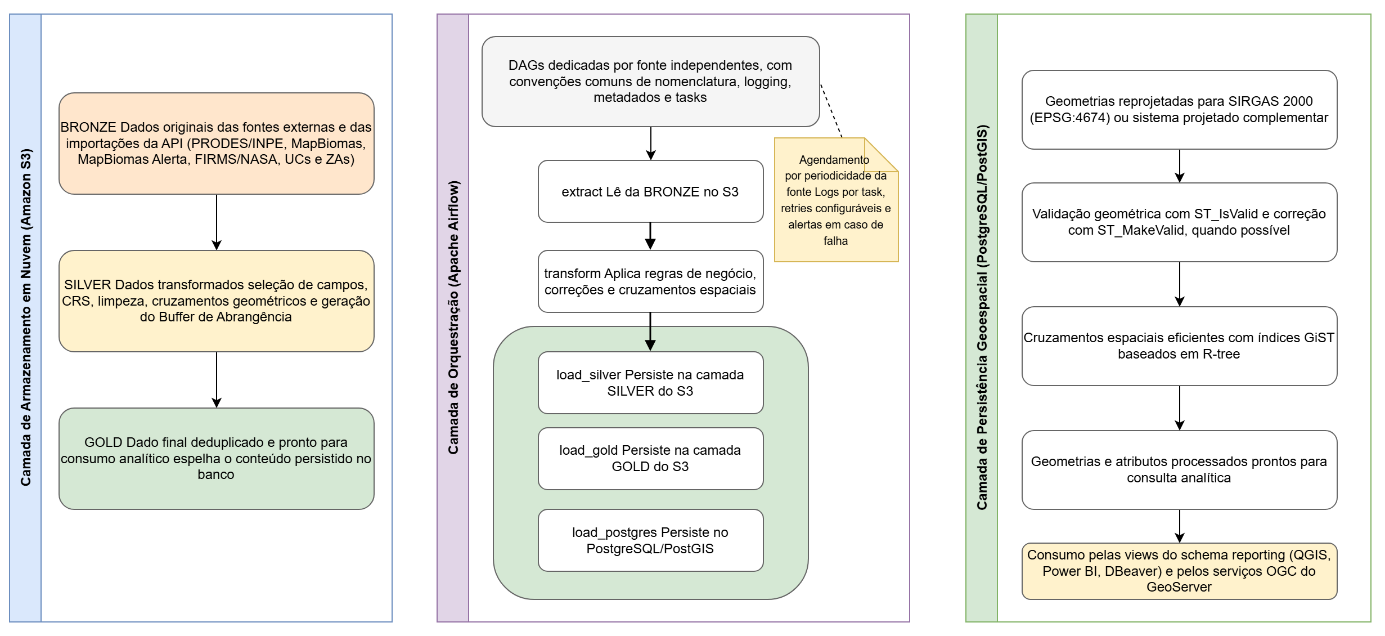 Camada de Armazenamento em Nuvem (Amazon S3)
BRONZE Dados originais das fontes externas e das
importações da API (PRODES/INPE, MapBiomas,
MapBiomas Alerta, FIRMS/NASA, UCs e ZAs)
SILVER Dados transformados seleção de campos,
CRS, limpeza, cruzamentos geométricos e geração
do Buffer de Abrangência
GOLD Dado final deduplicado e pronto para
consumo analítico espelha o conteúdo persistido no
banco
Camada de Orquestração (Apache Airflow)
DAGs dedicadas por fonte independentes, com
convenções comuns de nomenclatura, logging,
metadados e tasks
Agendamento
por periodicidade da
fonte Logs por task,
retries configuráveis e
alertas em caso de
falha
extract Lê da BRONZE no S3
transform Aplica regras de negócio,
correções e cruzamentos espaciais
load_silver Persiste na camada
SILVER do S3
load_gold Persiste na camada
GOLD do S3
load_postgres Persiste no
PostgreSQL/PostGIS
Camada de Persistência Geoespacial (PostgreSQL/PostGIS)
Geometrias reprojetadas para SIRGAS 2000
(EPSG:4674) ou sistema projetado complementar
Validação geométrica com ST_IsValid e correção
com ST_MakeValid, quando possível
Cruzamentos espaciais eficientes com índices GiST
baseados em R-tree
Geometrias e atributos processados prontos para
consulta analítica
Consumo pelas views do schema reporting (QGIS,
Power BI, DBeaver) e pelos serviços OGC do
GeoServer